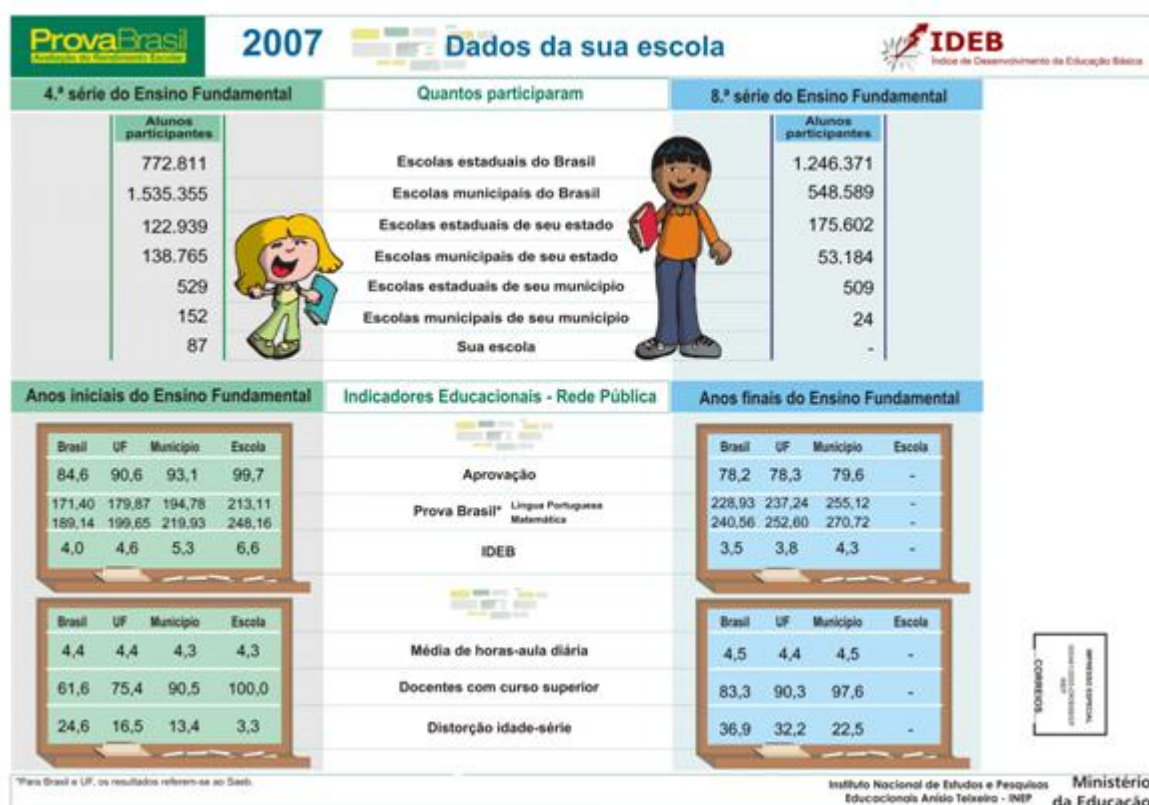 ProvaBrasil
Avaliação do Rendimento Escolar
2007
Dados da sua escola
IDEB
Índice de Desenvolvimento da Educação Básica
4.ª série do Ensino Fundamental
Quantos participaram
8.ª série do Ensino Fundamental
Alunos participantes
Alunos participantes
772.811 Escolas estaduais do Brasil 1.246.371
1.535.355 Escolas municipais do Brasil 548.589
122.939 Escolas estaduais de seu estado 175.602
138.765 Escolas municipais de seu estado 53.184
529 Escolas estaduais de seu município 509
152 Escolas municipais de seu município 24
87 Sua escola -
Anos iniciais do Ensino Fundamental
Indicadores Educacionais - Rede Pública
Anos finais do Ensino Fundamental
Brasil UF Município Escola Brasil UF Município Escola
84,6 90,6 93,1 99,7 Aprovação 78,2 78,3 79,6 -
171,40 179,87 194,78 213,11 Prova Brasil* Língua Portuguesa 228,93 237,24 255,12 -
189,14 199,65 219,93 248,16 Matemática 240,56 252,60 270,72 -
4,0 4,6 5,3 6,6 IDEB 3,5 3,8 4,3 -
Brasil UF Município Escola Brasil UF Município Escola
4,4 4,4 4,3 4,3 Média de horas-aula diária 4,5 4,4 4,5 -
61,6 75,4 90,5 100,0 Docentes com curso superior 83,3 90,3 97,6 -
24,6 16,5 13,4 3,3 Distorção idade-série 36,9 32,2 22,5 -
IMPRESSO ESPECIAL
INEP
CORREIOS
*Para Brasil e UF, os resultados referem-se ao Saeb.
Instituto Nacional de Estudos e Pesquisas
Educacionais Anísio Teixeira - INEP
Ministério
da Educação